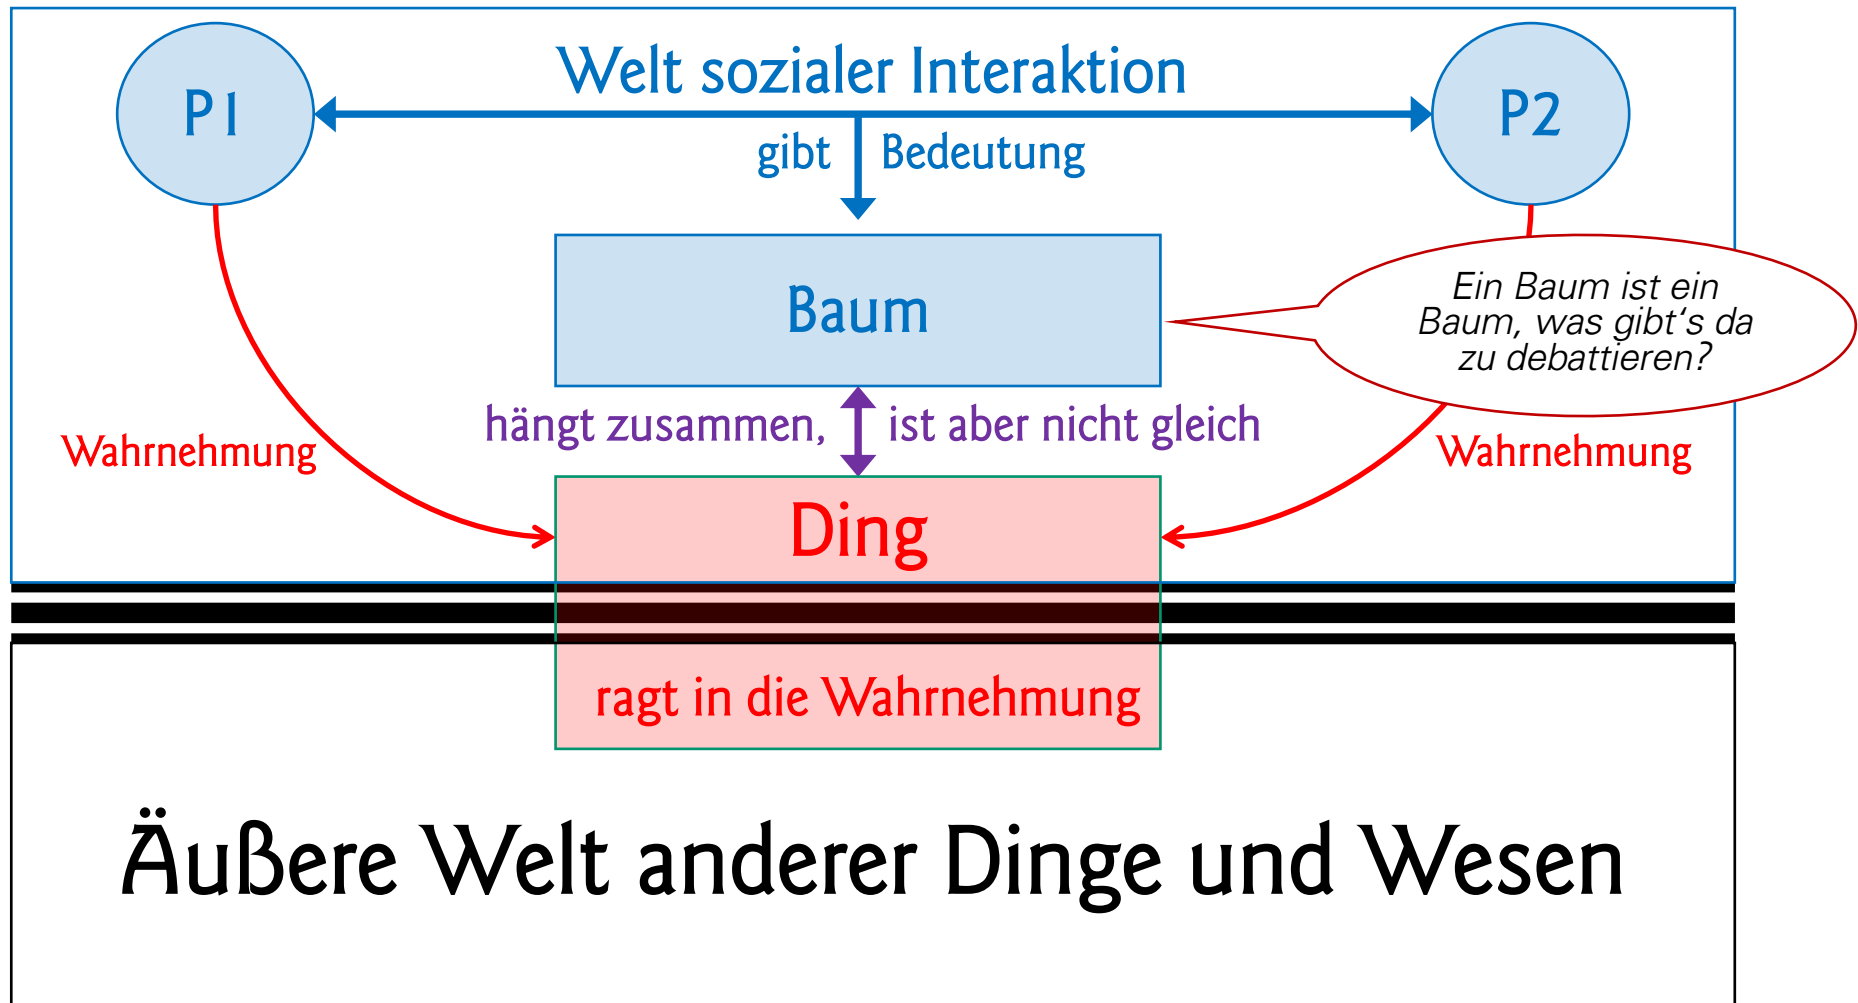 Welt sozialer Interaktion
P1
P2
gibt Bedeutung
Baum
Ein Baum ist ein
Baum, was gibt‘s da
zu debattieren?
hängt zusammen, ist aber nicht gleich
Wahrnehmung
Wahrnehmung
Ding
ragt in die Wahrnehmung
Äußere Welt anderer Dinge und Wesen